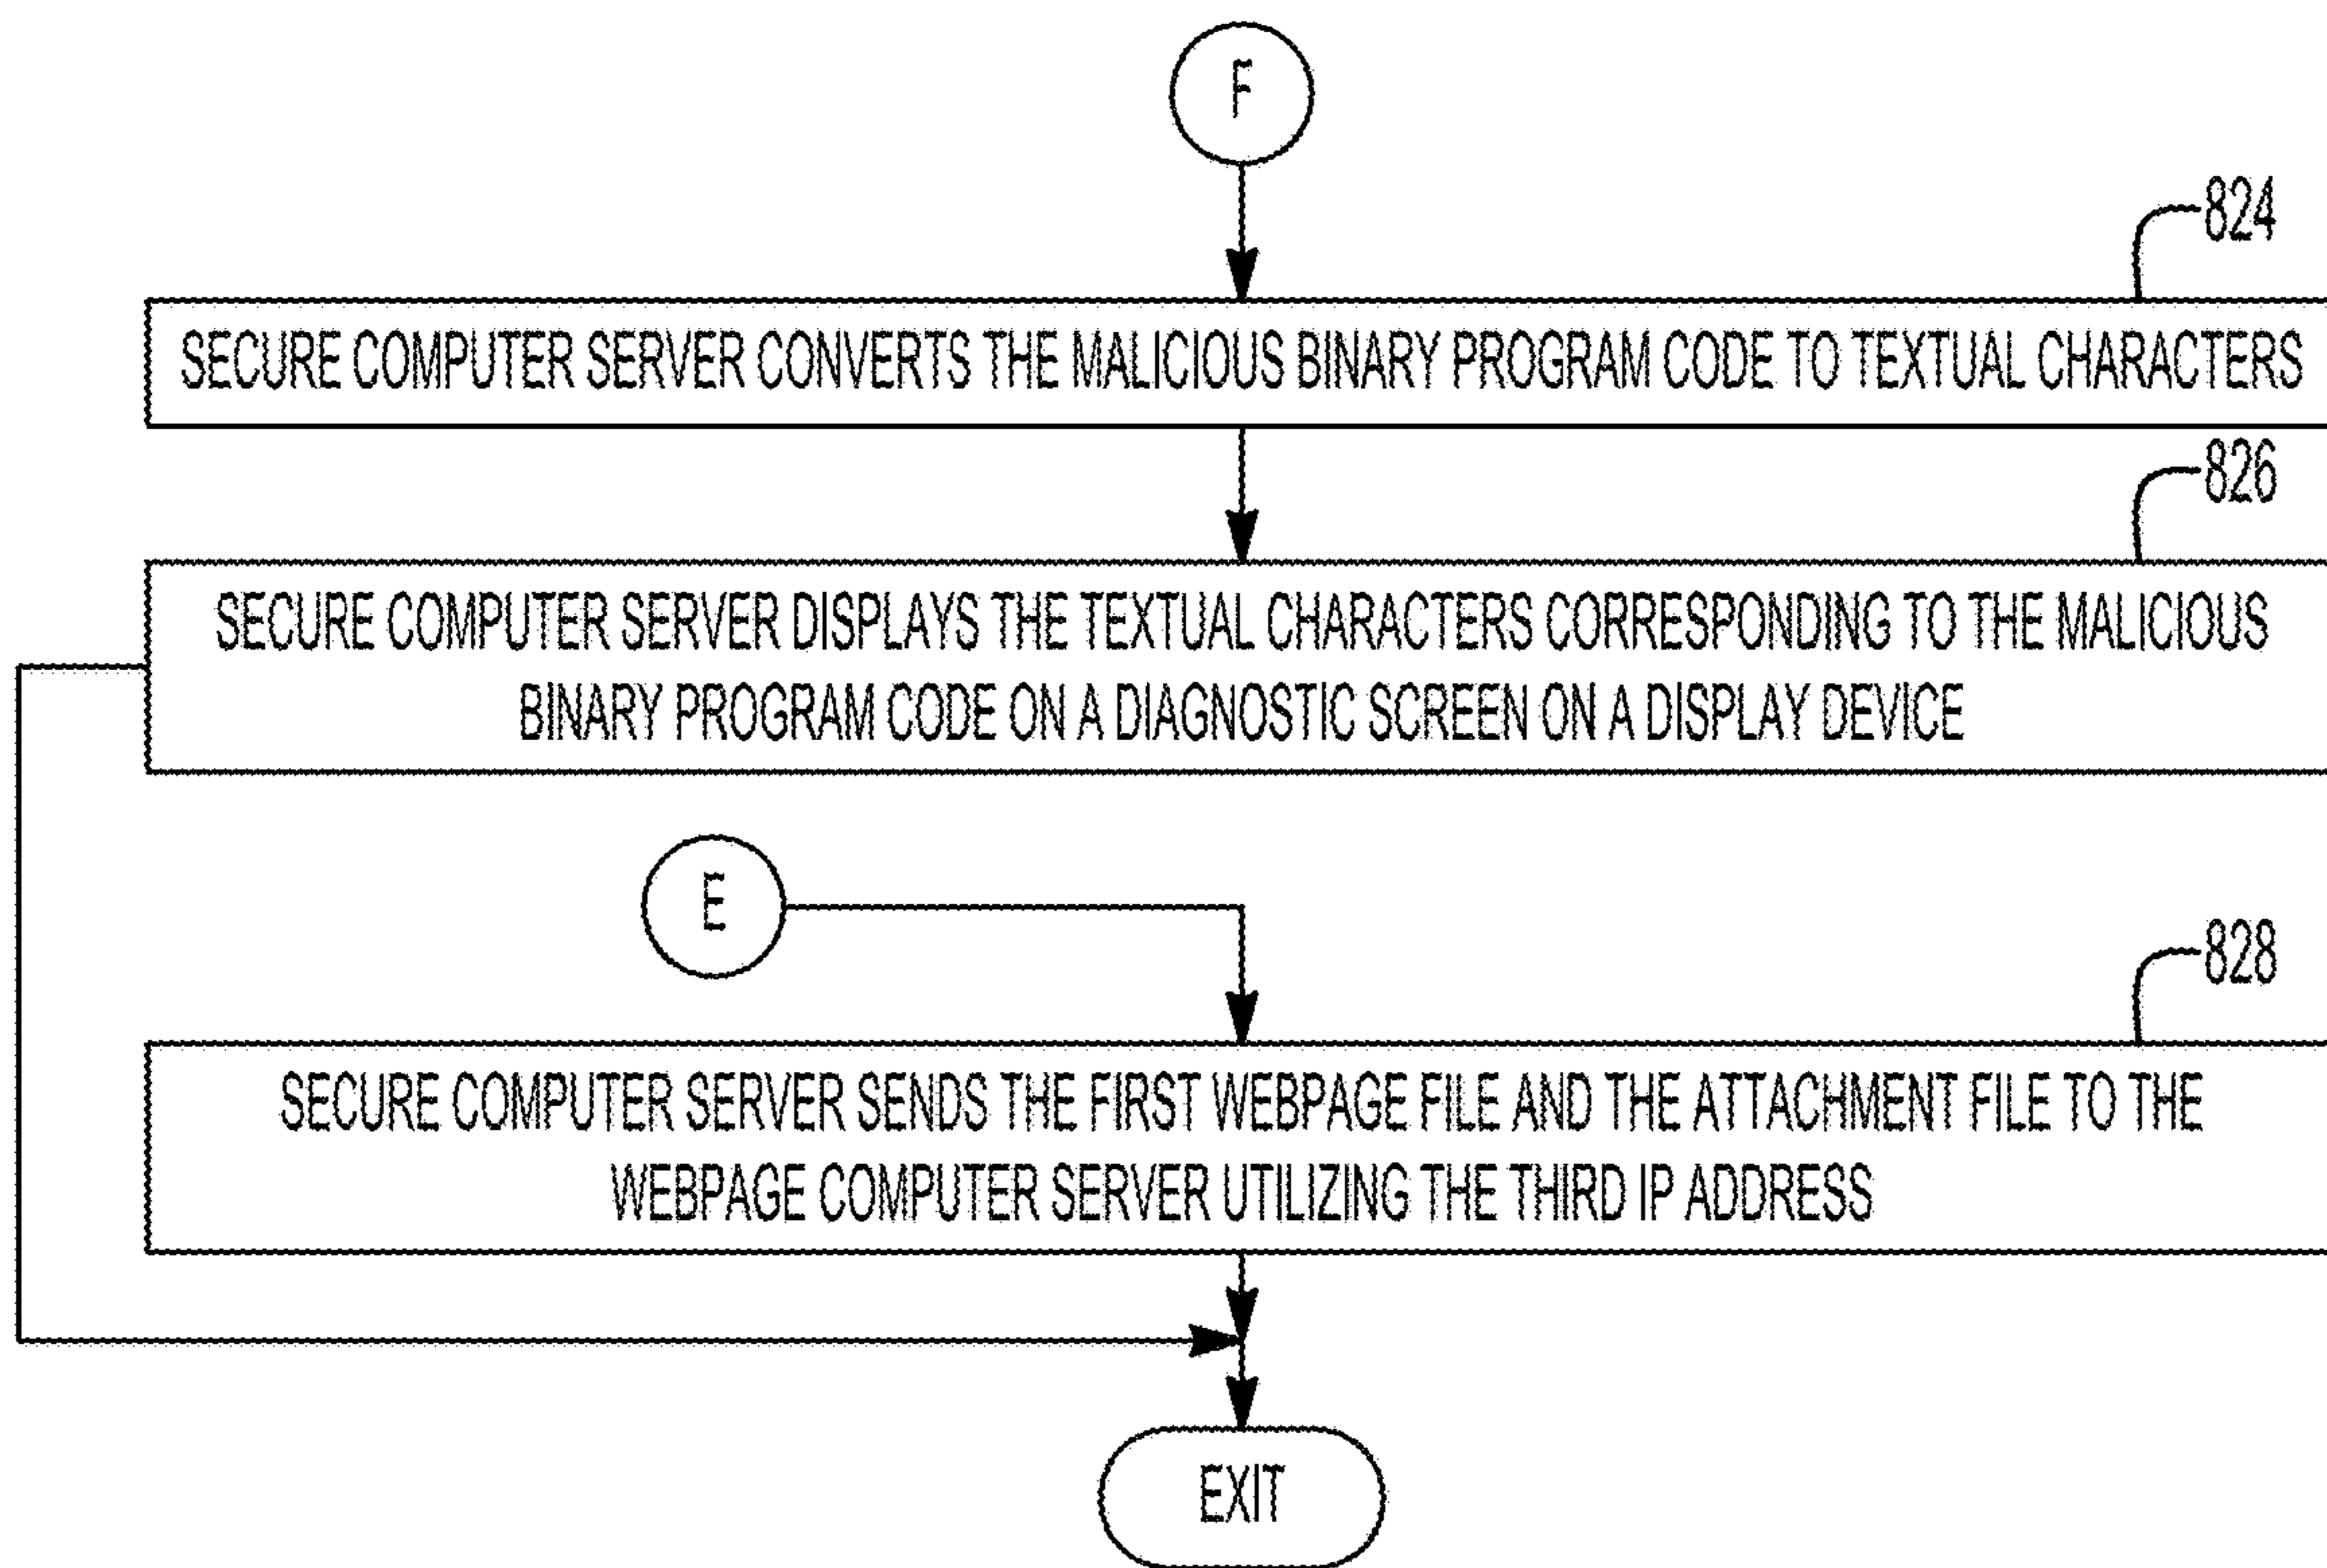 F
824
SECURE COMPUTER SERVER CONVERTS THE MALICIOUS BINARY PROGRAM CODE TO TEXTUAL CHARACTERS
826
SECURE COMPUTER SERVER DISPLAYS THE TEXTUAL CHARACTERS CORRESPONDING TO THE MALICIOUS
BINARY PROGRAM CODE ON A DIAGNOSTIC SCREEN ON A DISPLAY DEVICE
E
828
SECURE COMPUTER SERVER SENDS THE FIRST WEBPAGE FILE AND THE ATTACHMENT FILE TO THE
WEBPAGE COMPUTER SERVER UTILIZING THE THIRD IP ADDRESS
EXIT